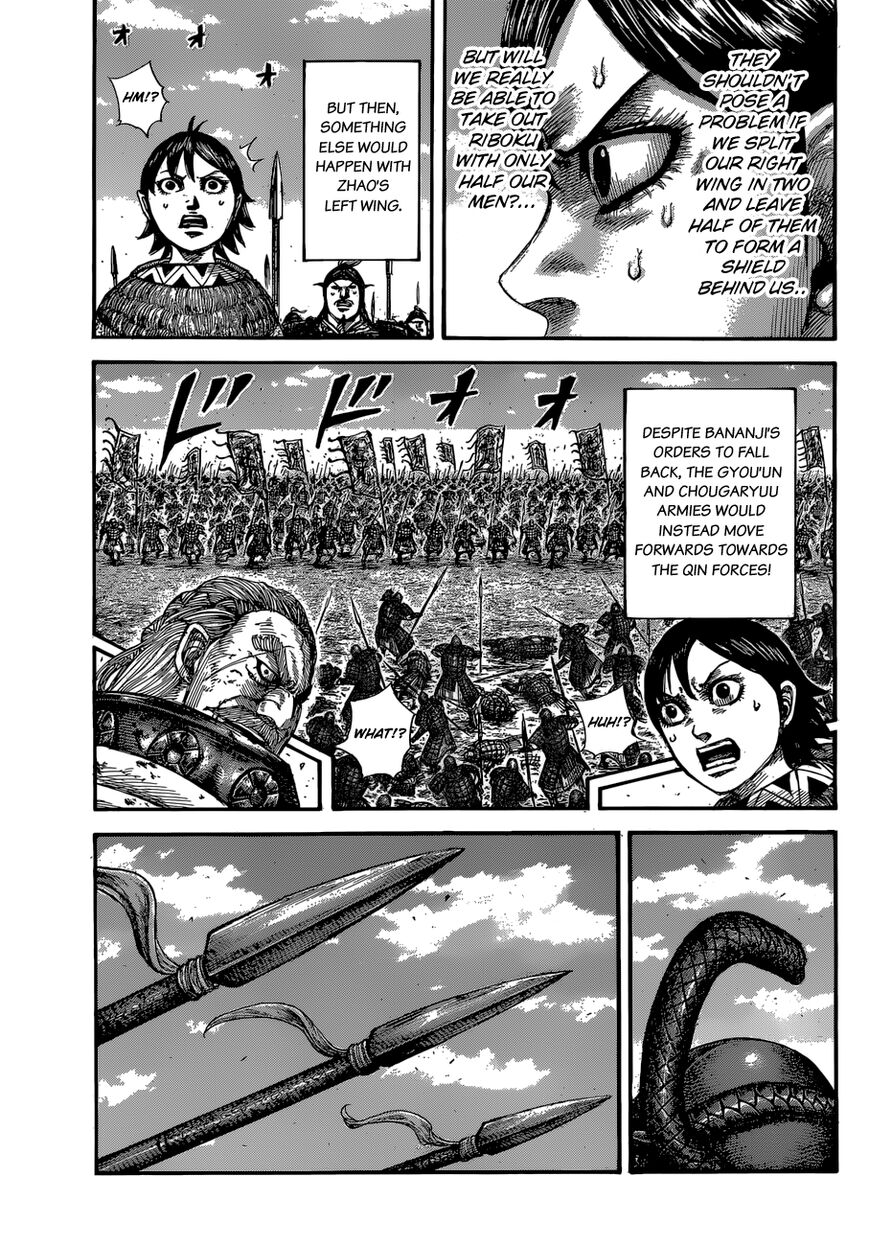 THEY
SHOULDN'T
POSE A
PROBLEM IF
WE SPLIT
OUR RIGHT
WING IN TWO
AND LEAVE
HALF OF THEM
TO FORM A
SHIELD
BEHIND US..
BUT WILL
WE REALLY
BE ABLE TO
TAKE OUT
RIBOKU
WITH ONLY
HALF OUR
MEN?...
BUT THEN,
SOMETHING
ELSE WOULD
HAPPEN WITH
ZHAO'S
LEFT WING.
オオオ
HM!?
DESPITE BANANJI'S
ORDERS TO FALL
BACK, THE GYOU'UN
AND CHOUGARYUU
ARMIES WOULD
INSTEAD MOVE
FORWARDS TOWARDS
THE QIN FORCES!
ドドオオ
HUH!?
WHAT!?